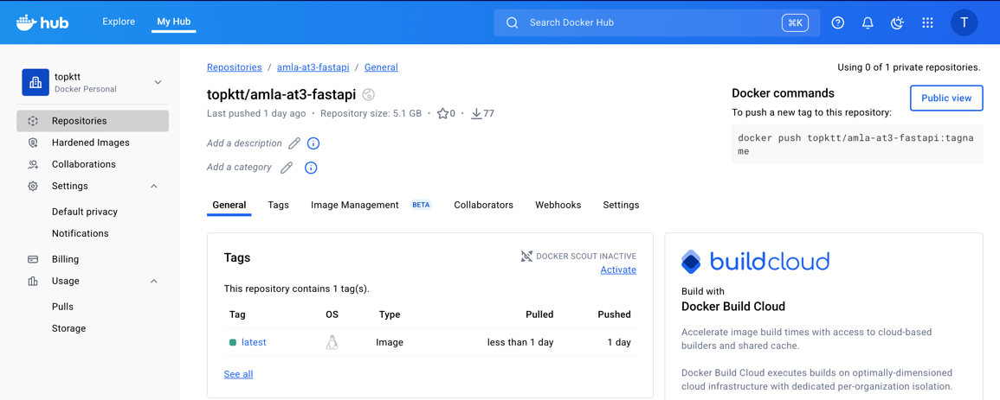 hub
Explore
My Hub
Search Docker Hub
⌘K
T
topktt
Docker Personal
Repositories
Hardened Images
Collaborations
Settings
Default privacy
Notifications
Billing
Usage
Pulls
Storage
Repositories / amla-at3-fastapi / General
Using 0 of 1 private repositories.
topktt/amla-at3-fastapi
Last pushed 1 day ago · Repository size: 5.1 GB · 0 · 77
Add a description
Add a category
Docker commands
Public view
To push a new tag to this repository:
docker push topktt/amla-at3-fastapi:tagna
me
General
Tags
Image Management BETA
Collaborators
Webhooks
Settings
Tags
DOCKER SCOUT INACTIVE
Activate
This repository contains 1 tag(s).
Tag OS Type Pulled Pushed
latest Image less than 1 day 1 day
See all
buildcloud
Build with
Docker Build Cloud
Accelerate image build times with access to cloud-based
builders and shared cache.
Docker Build Cloud executes builds on optimally-dimensioned
cloud infrastructure with dedicated per-organization isolation.